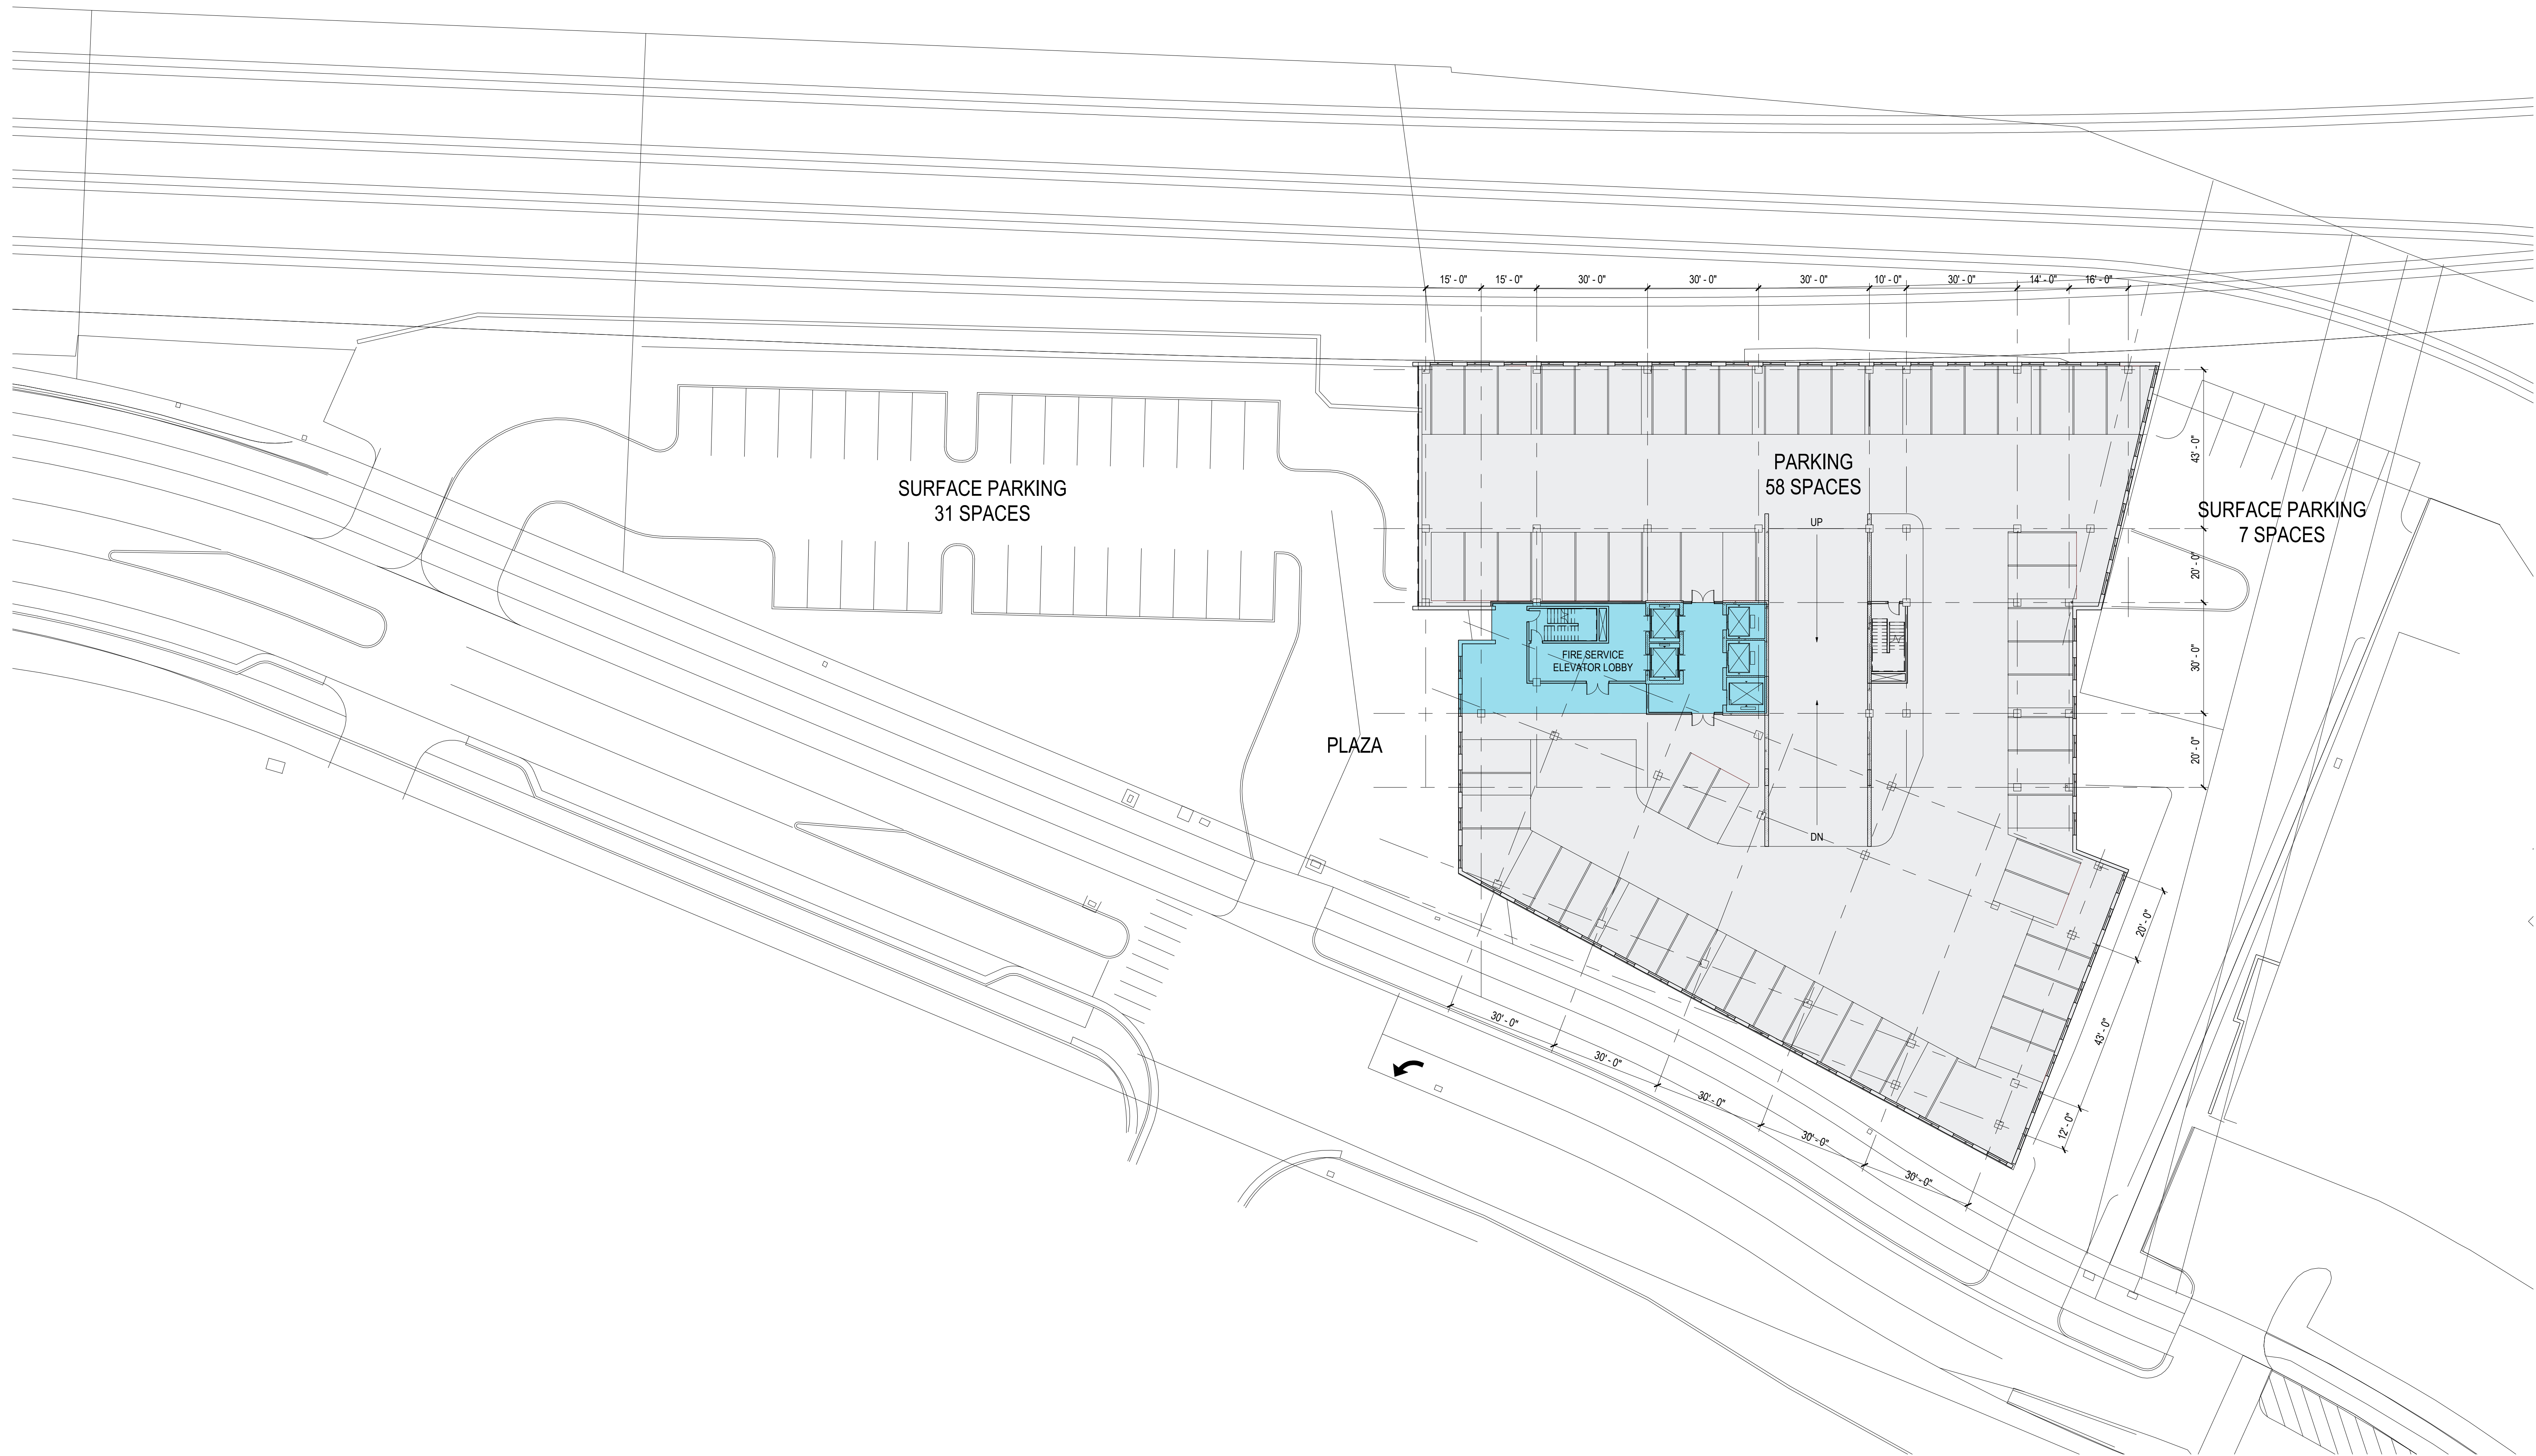 15' - 0"
15' - 0"
30' - 0"
30' - 0"
30' - 0"
10' - 0"
30' - 0"
14' - 0"
16' - 0"
43' - 0"
PARKING
58 SPACES
SURFACE PARKING
31 SPACES
SURFACE PARKING
7 SPACES
UP
20' - 0"
FIRE SERVICE
ELEVATOR LOBBY
30' - 0"
PLAZA
20' - 0"
DN
20' - 0"
30' - 0"
43' - 0"
30' - 0"
30' - 0"
12' - 0"
30' - 0"
30' - 0"